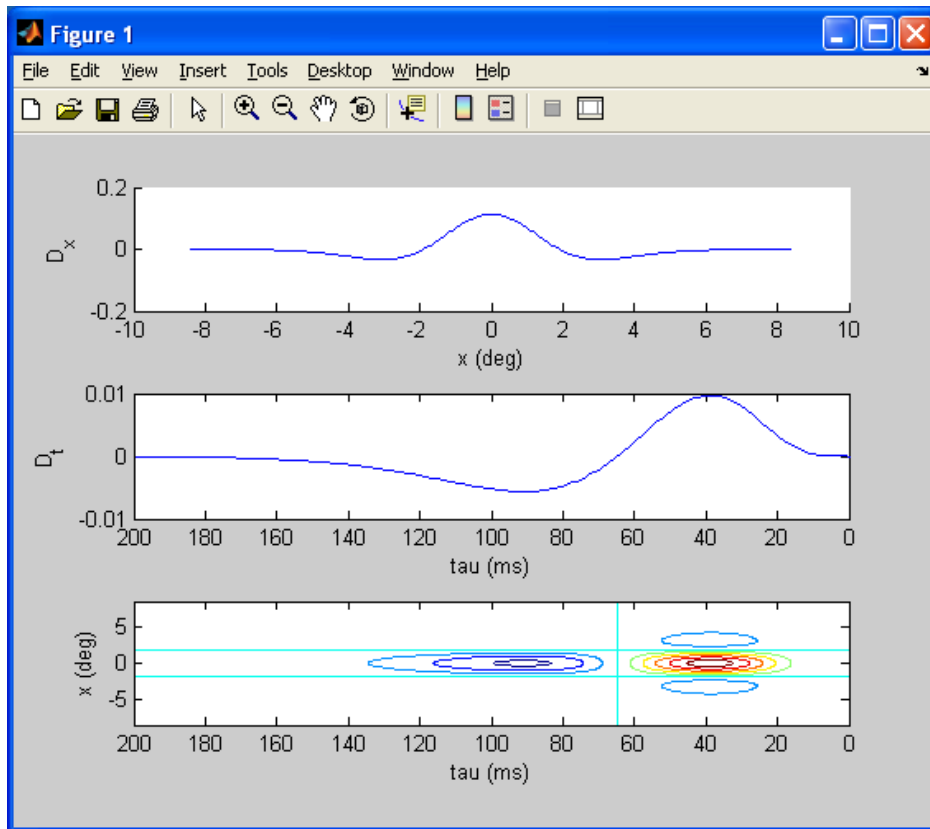 Figure 1
File Edit View Insert Tools Desktop Window Help
0.2
0
-0.2
D_x
-10 -8 -6 -4 -2 0 2 4 6 8 10
x (deg)
0.01
0
-0.01
D_t
200 180 160 140 120 100 80 60 40 20 0
tau (ms)
5
0
-5
x (deg)
200 180 160 140 120 100 80 60 40 20 0
tau (ms)